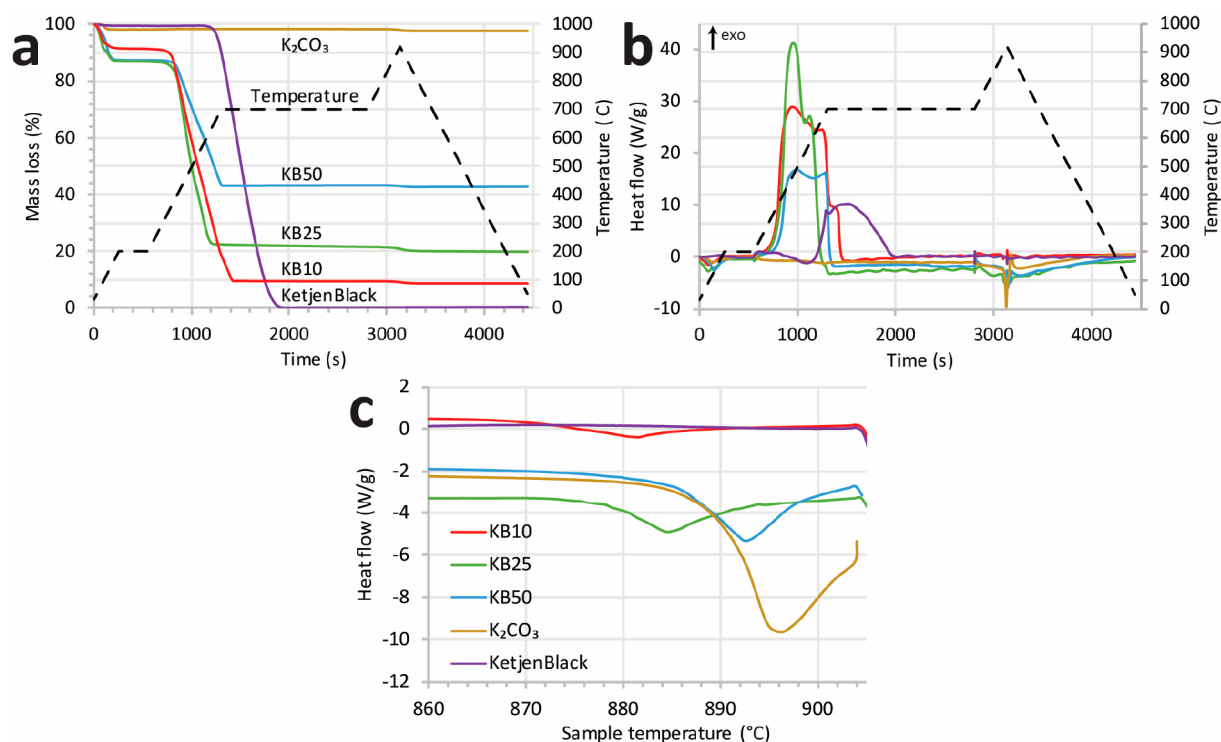 a
100
80
60
40
20
0
Mass loss (%)
K₂CO₃
Temperature
KB50
KB25
KB10
KetjenBlack
1000
900
800
700
600
500
400
300
200
100
0
Temperature ( C)
0 1000 2000 3000 4000
Time (s)
b
↑ exo
40
30
20
10
0
-10
Heat flow (W/g)
1000
900
800
700
600
500
400
300
200
100
0
Temperature ( C)
0 1000 2000 3000 4000
Time (s)
c
2
0
-2
-4
-6
-8
-10
-12
Heat flow (W/g)
KB10
KB25
KB50
K₂CO₃
KetjenBlack
860 870 880 890 900
Sample temperature (°C)